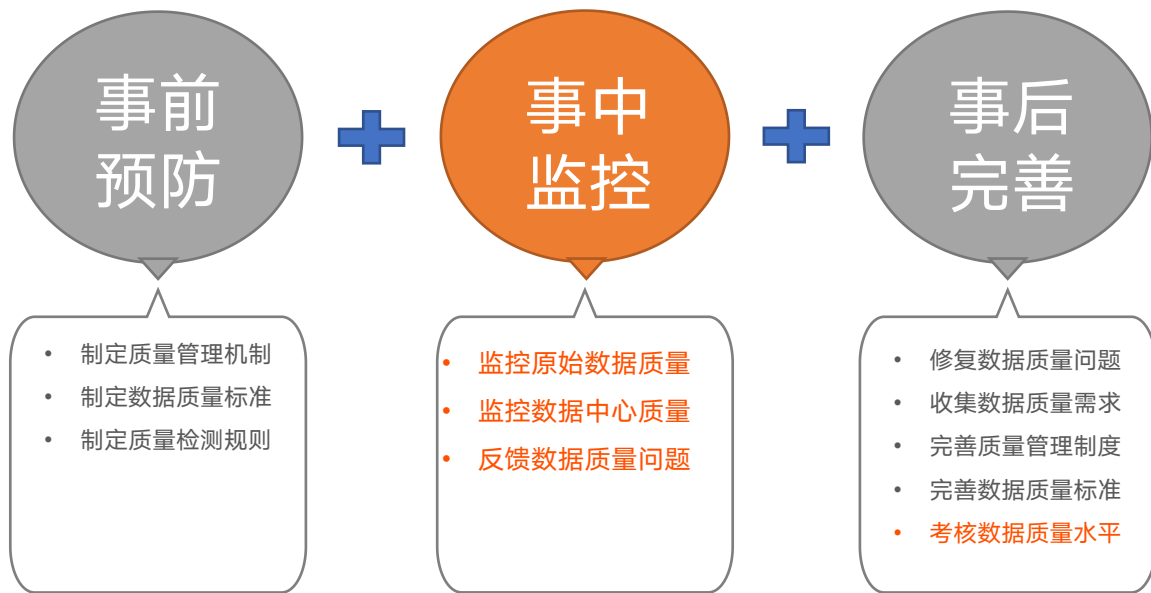 事前
预防
事中
监控
事后
完善
• 制定质量管理机制
• 制定数据质量标准
• 制定质量检测规则
• 监控原始数据质量
• 监控数据中心质量
• 反馈数据质量问题
• 修复数据质量问题
• 收集数据质量需求
• 完善质量管理制度
• 完善数据质量标准
• 考核数据质量水平